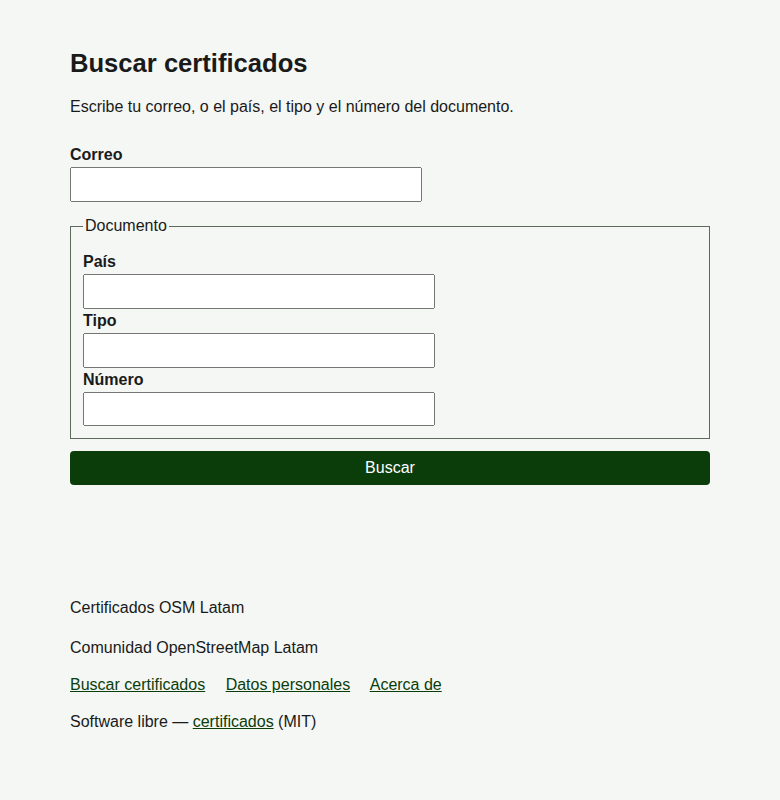 Buscar certificados
Escribe tu correo, o el país, el tipo y el número del documento.
Correo
Documento
País
Tipo
Número
Buscar
Certificados OSM Latam
Comunidad OpenStreetMap Latam
Buscar certificados Datos personales Acerca de
Software libre — certificados (MIT)